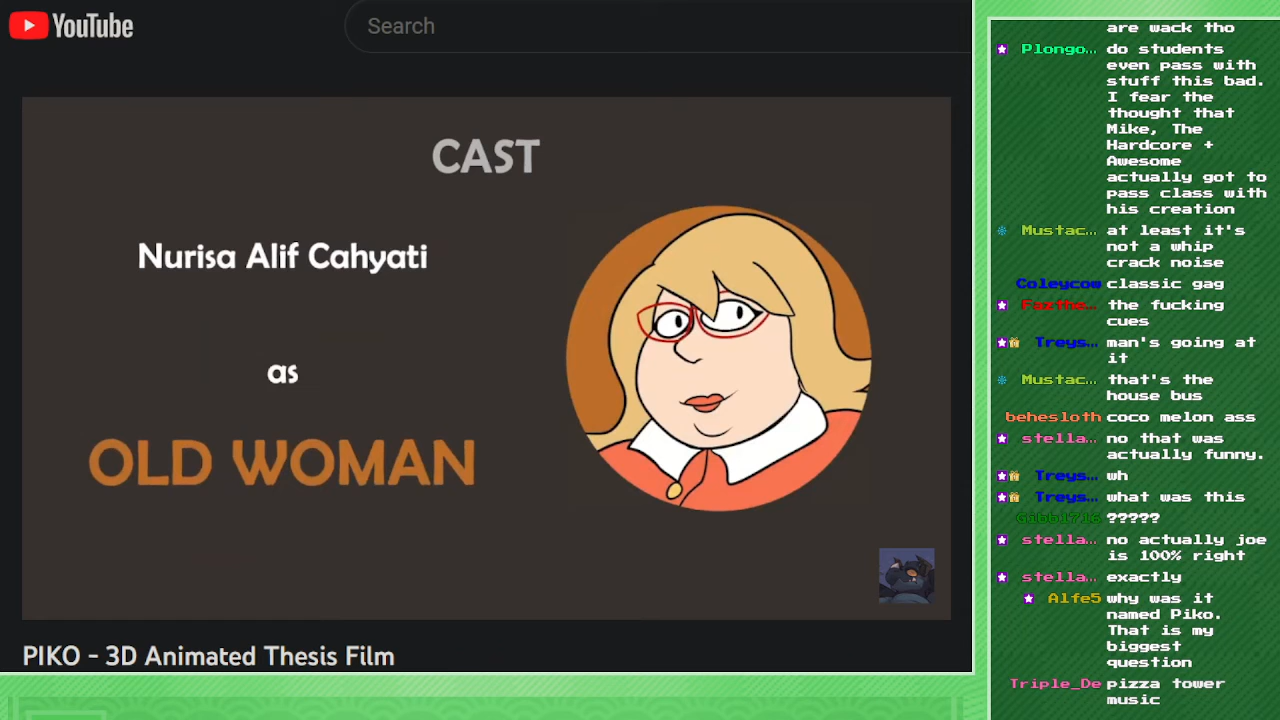 YouTube
Search
CAST
Nurisa Alif Cahyati
as
OLD WOMAN
PIKO - 3D Animated Thesis Film
are wack tho
Plongo… do students
even pass with
stuff this bad.
I fear the
thought that
Mike, The
Hardcore +
Awesome
actually got to
pass class with
his creation
Mustac… at least it's
not a whip
crack noise
Coleycow classic gag
Fazthe… the fucking
cues
Treys… man's going at
it
Mustac… that's the
house bus
behesloth coco melon ass
stella… no that was
actually funny.
Treys… wh
Treys… what was this
Gibbl716 ?????
stella… no actually joe
is 100% right
stella… exactly
Alfe5 why was it
named Piko.
That is my
biggest
question
Triple_De pizza tower
music